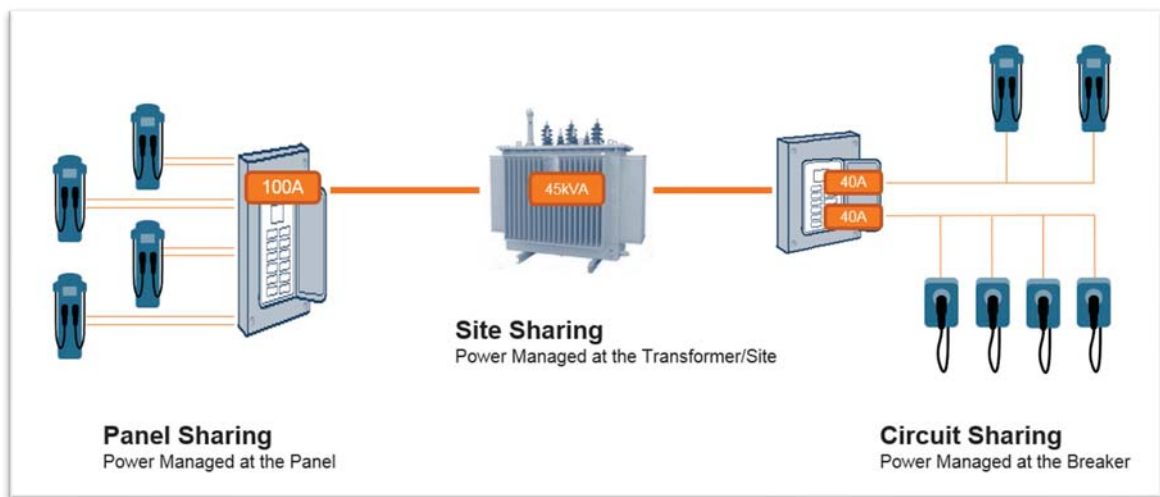 100A
45kVA
40A
40A
Site Sharing
Power Managed at the Transformer/Site
Panel Sharing
Power Managed at the Panel
Circuit Sharing
Power Managed at the Breaker